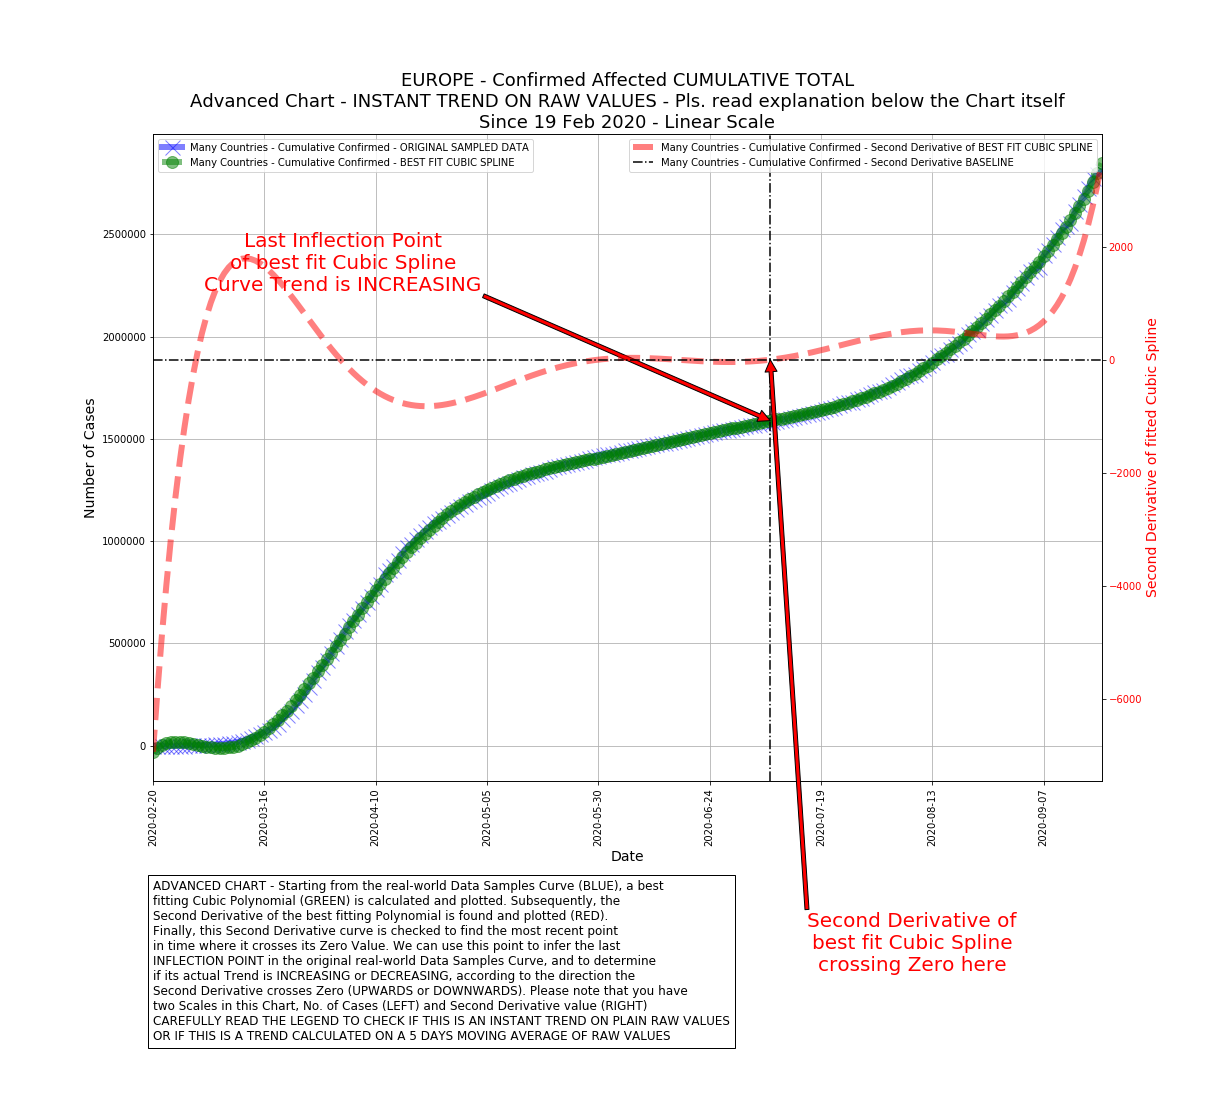 EUROPE - Confirmed Affected CUMULATIVE TOTAL
Advanced Chart - INSTANT TREND ON RAW VALUES - Pls. read explanation below the Chart itself
Since 19 Feb 2020 - Linear Scale
Many Countries - Cumulative Confirmed - ORIGINAL SAMPLED DATA
Many Countries - Cumulative Confirmed - BEST FIT CUBIC SPLINE
Many Countries - Cumulative Confirmed - Second Derivative of BEST FIT CUBIC SPLINE
Many Countries - Cumulative Confirmed - Second Derivative BASELINE
Last Inflection Point
of best fit Cubic Spline
Curve Trend is INCREASING
Number of Cases
2500000
2000000
1500000
1000000
500000
0
2000
0
−2000
−4000
−6000
Second Derivative of fitted Cubic Spline
2020-02-20
2020-03-16
2020-04-10
2020-05-05
2020-05-30
2020-06-24
2020-07-19
2020-08-13
2020-09-07
Date
ADVANCED CHART - Starting from the real-world Data Samples Curve (BLUE), a best
fitting Cubic Polynomial (GREEN) is calculated and plotted. Subsequently, the
Second Derivative of the best fitting Polynomial is found and plotted (RED).
Finally, this Second Derivative curve is checked to find the most recent point
in time where it crosses its Zero Value. We can use this point to infer the last
INFLECTION POINT in the original real-world Data Samples Curve, and to determine
if its actual Trend is INCREASING or DECREASING, according to the direction the
Second Derivative crosses Zero (UPWARDS or DOWNWARDS). Please note that you have
two Scales in this Chart, No. of Cases (LEFT) and Second Derivative value (RIGHT)
CAREFULLY READ THE LEGEND TO CHECK IF THIS IS AN INSTANT TREND ON PLAIN RAW VALUES
OR IF THIS IS A TREND CALCULATED ON A 5 DAYS MOVING AVERAGE OF RAW VALUES
Second Derivative of
best fit Cubic Spline
crossing Zero here